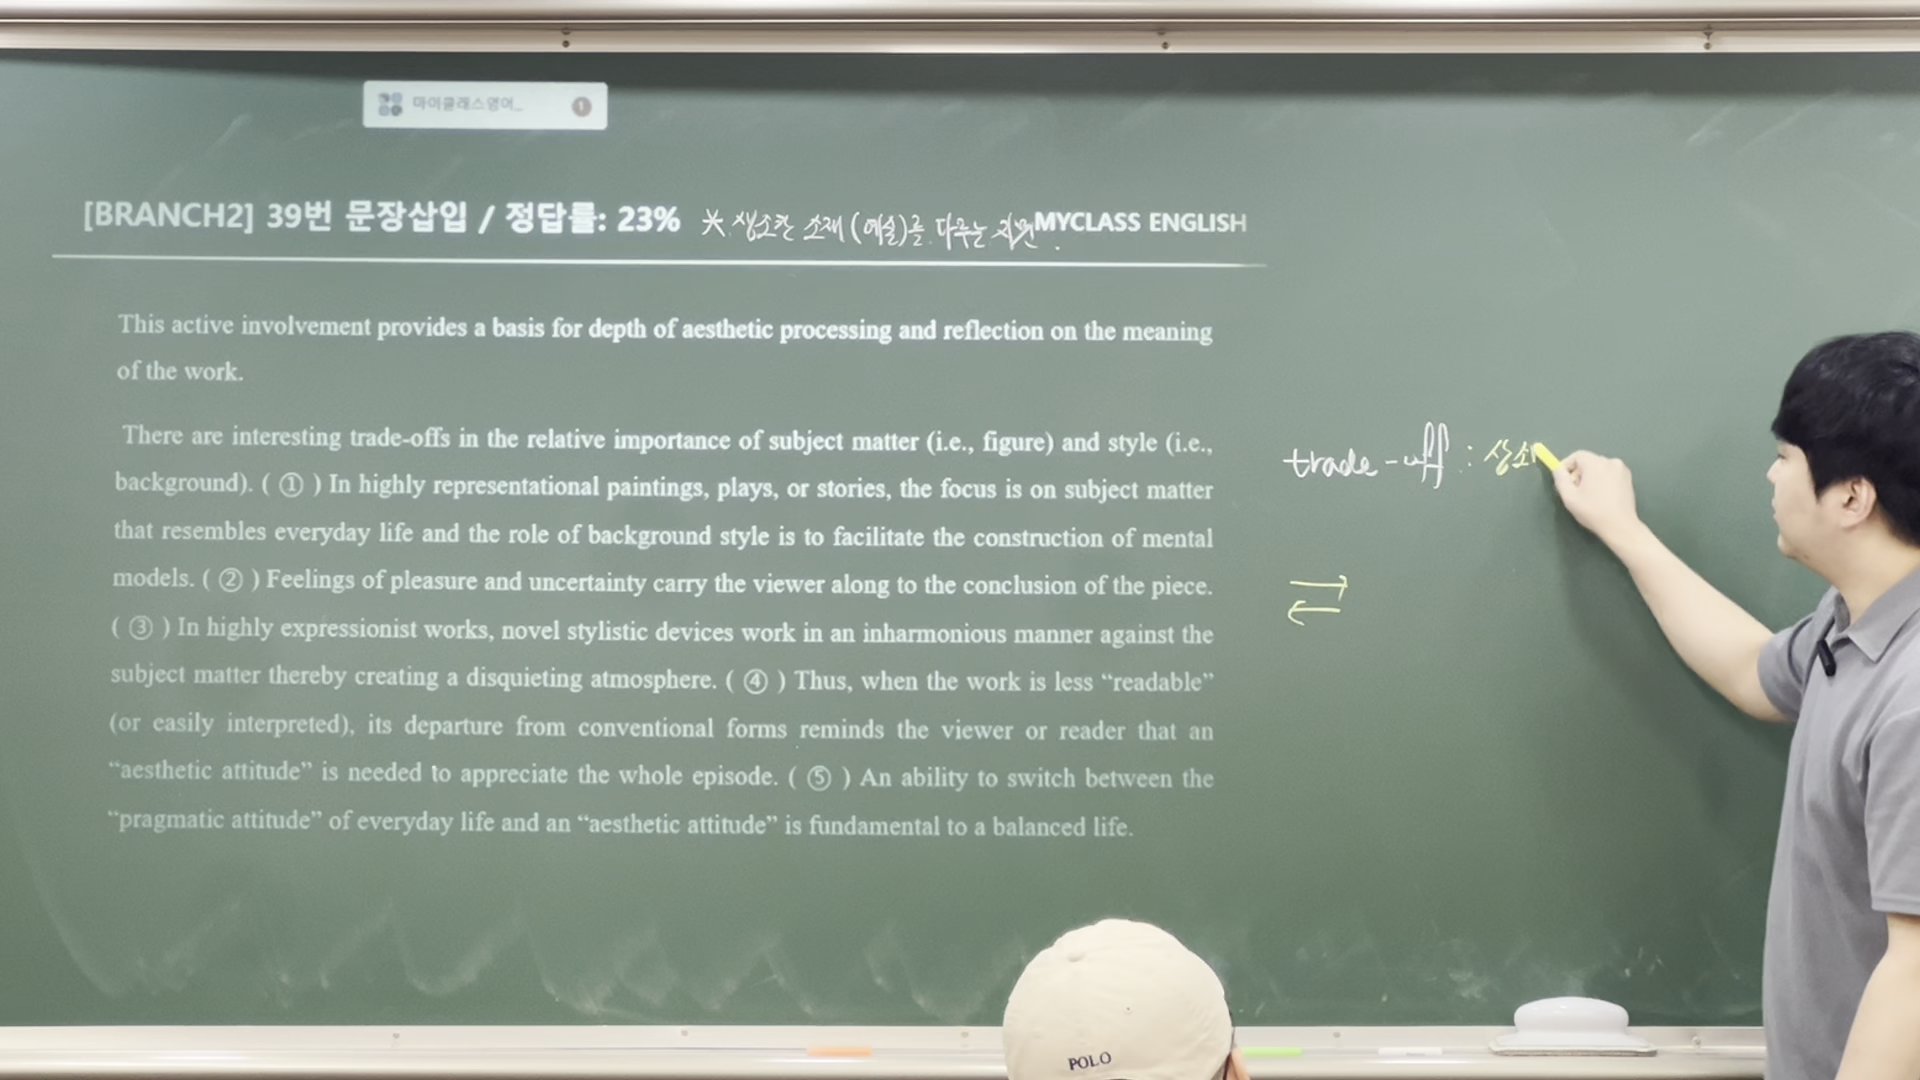 마이클래스영어... 1
[BRANCH2] 39번 문장삽입 / 정답률: 23% * 생소한 소재 (예술)를 다루는 지문. MYCLASS ENGLISH
This active involvement provides a basis for depth of aesthetic processing and reflection on the meaning
of the work.
There are interesting trade-offs in the relative importance of subject matter (i.e., figure) and style (i.e.,
background). ( ① ) In highly representational paintings, plays, or stories, the focus is on subject matter
that resembles everyday life and the role of background style is to facilitate the construction of mental
models. ( ② ) Feelings of pleasure and uncertainty carry the viewer along to the conclusion of the piece.
( ③ ) In highly expressionist works, novel stylistic devices work in an inharmonious manner against the
subject matter thereby creating a disquieting atmosphere. ( ④ ) Thus, when the work is less “readable”
(or easily interpreted), its departure from conventional forms reminds the viewer or reader that an
“aesthetic attitude” is needed to appreciate the whole episode. ( ⑤ ) An ability to switch between the
“pragmatic attitude” of everyday life and an “aesthetic attitude” is fundamental to a balanced life.
trade-off : 상쇄
POLO